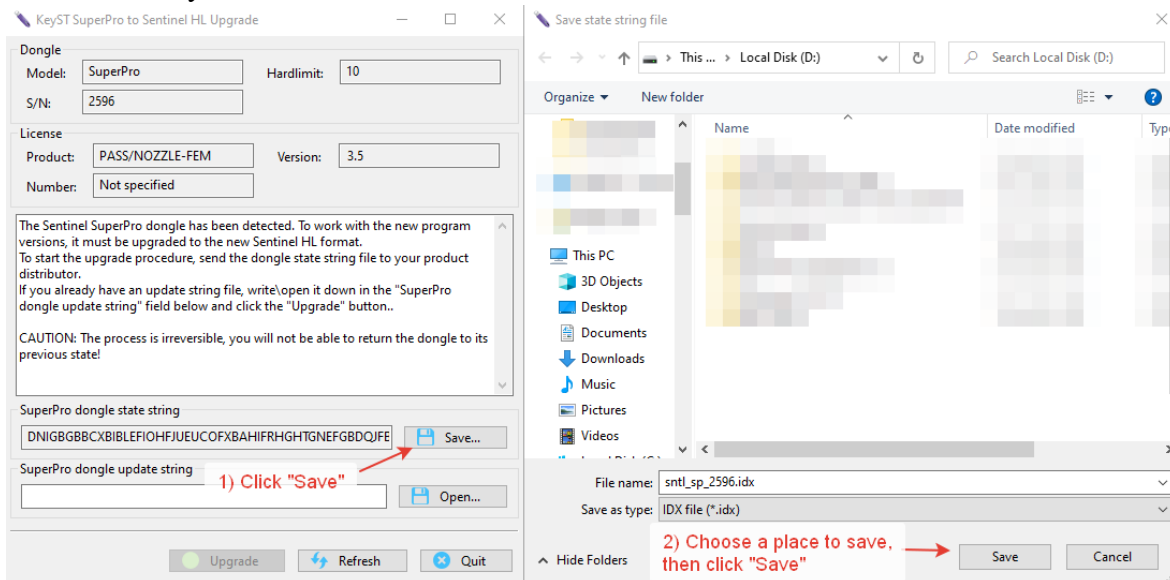 KeyST SuperPro to Sentinel HL Upgrade
Dongle
Model: SuperPro Hardlimit: 10
S/N: 2596
License
Product: PASS/NOZZLE-FEM Version: 3.5
Number: Not specified
The Sentinel SuperPro dongle has been detected. To work with the new program
versions, it must be upgraded to the new Sentinel HL format.
To start the upgrade procedure, send the dongle state string file to your product
distributor.
If you already have an update string file, write\open it down in the "SuperPro
dongle update string" field below and click the "Upgrade" button..
CAUTION: The process is irreversible, you will not be able to return the dongle to its
previous state!
SuperPro dongle state string
DNIGBGBBCXBIBLEFIOHFJUEUCOFXBAHIFRHGHTGNEFGBDQJFE Save...
SuperPro dongle update string
1) Click "Save"
Open...
Upgrade Refresh Quit
Save state string file
This ... > Local Disk (D:) Search Local Disk (D:)
Organize New folder
Name Date modified Typ
This PC
3D Objects
Desktop
Documents
Downloads
Music
Pictures
Videos
File name: sntl_sp_2596.idx
Save as type: IDX file (*.idx)
2) Choose a place to save,
then click "Save"
Hide Folders Save Cancel